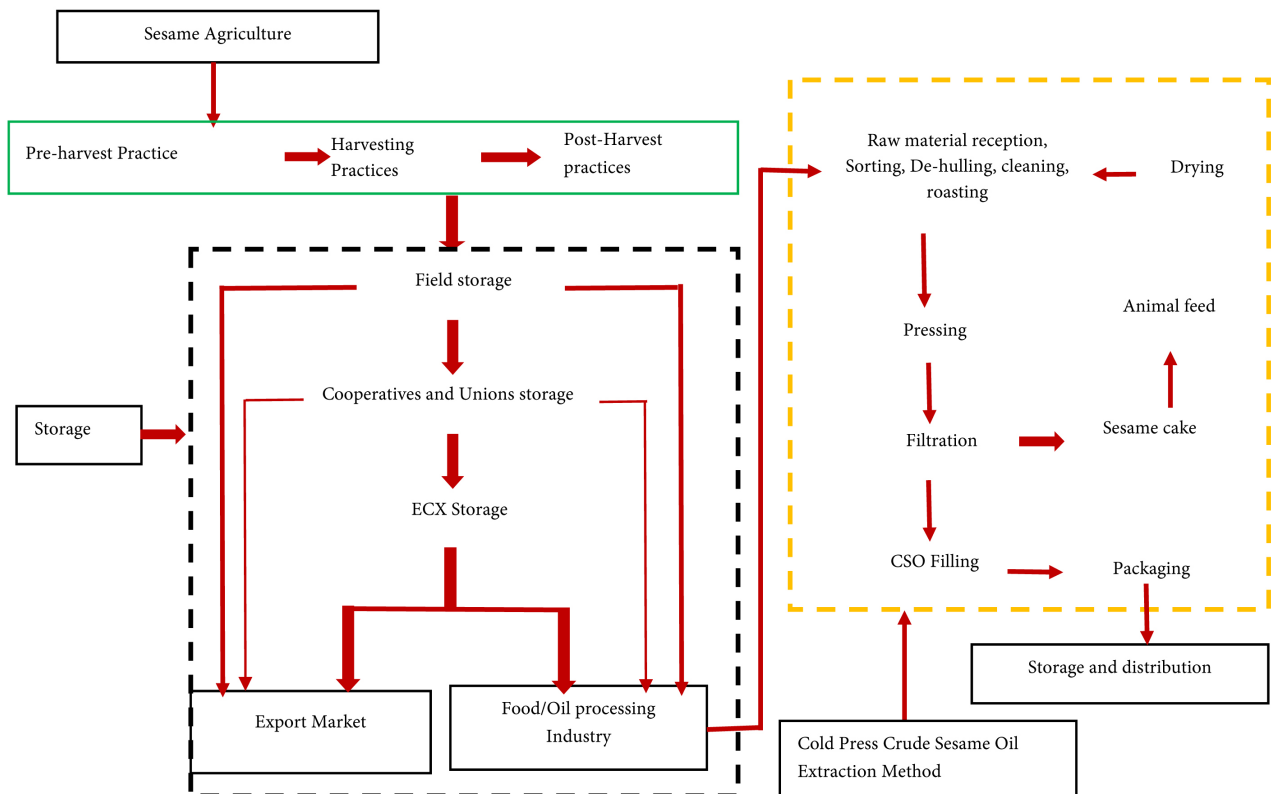 Sesame Agriculture
Pre-harvest Practice
Harvesting
Practices
Post-Harvest
practices
Field storage
Cooperatives and Unions storage
Storage
ECX Storage
Export Market
Food/Oil processing
Industry
Raw material reception,
Sorting, De-hulling, cleaning,
roasting
Drying
Pressing
Animal feed
Filtration
Sesame cake
CSO Filling
Packaging
Storage and distribution
Cold Press Crude Sesame Oil
Extraction Method